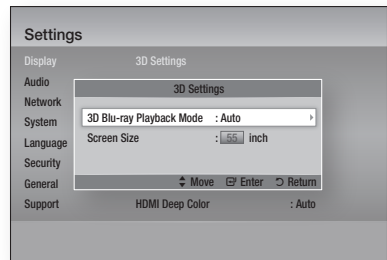 Settings
Display 3D Settings
Audio
Network
System
Language
Security
General
Support
3D Settings
3D Blu-ray Playback Mode : Auto
Screen Size : 55 inch
Move Enter Return
HDMI Deep Color : Auto